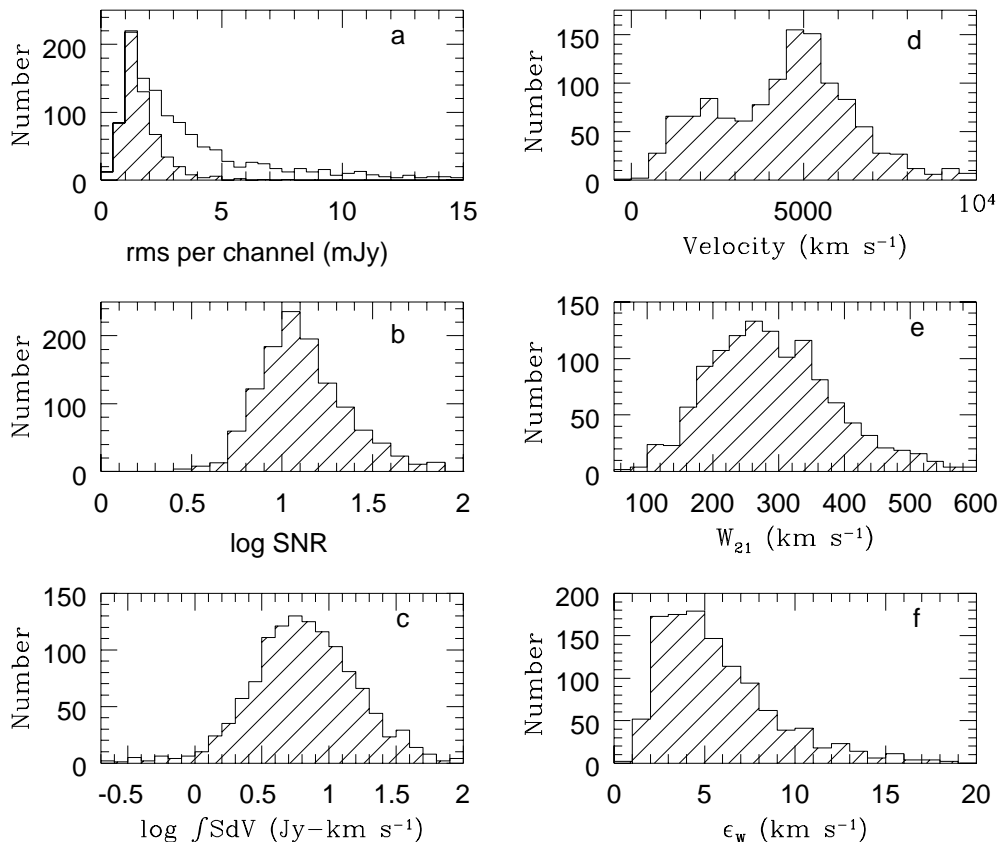 a
Number
200
100
0
0 5 10 15
rms per channel (mJy)
d
Number
150
100
50
0
0 5000 10⁴
Velocity (km s⁻¹)
b
Number
200
100
0
0 0.5 1 1.5 2
log SNR
e
Number
150
100
50
0
100 200 300 400 500 600
W₂₁ (km s⁻¹)
c
Number
150
100
50
0
-0.5 0 0.5 1 1.5 2
log ∫SdV (Jy−km s⁻¹)
f
Number
200
150
100
50
0
0 5 10 15 20
ϵ_W (km s⁻¹)